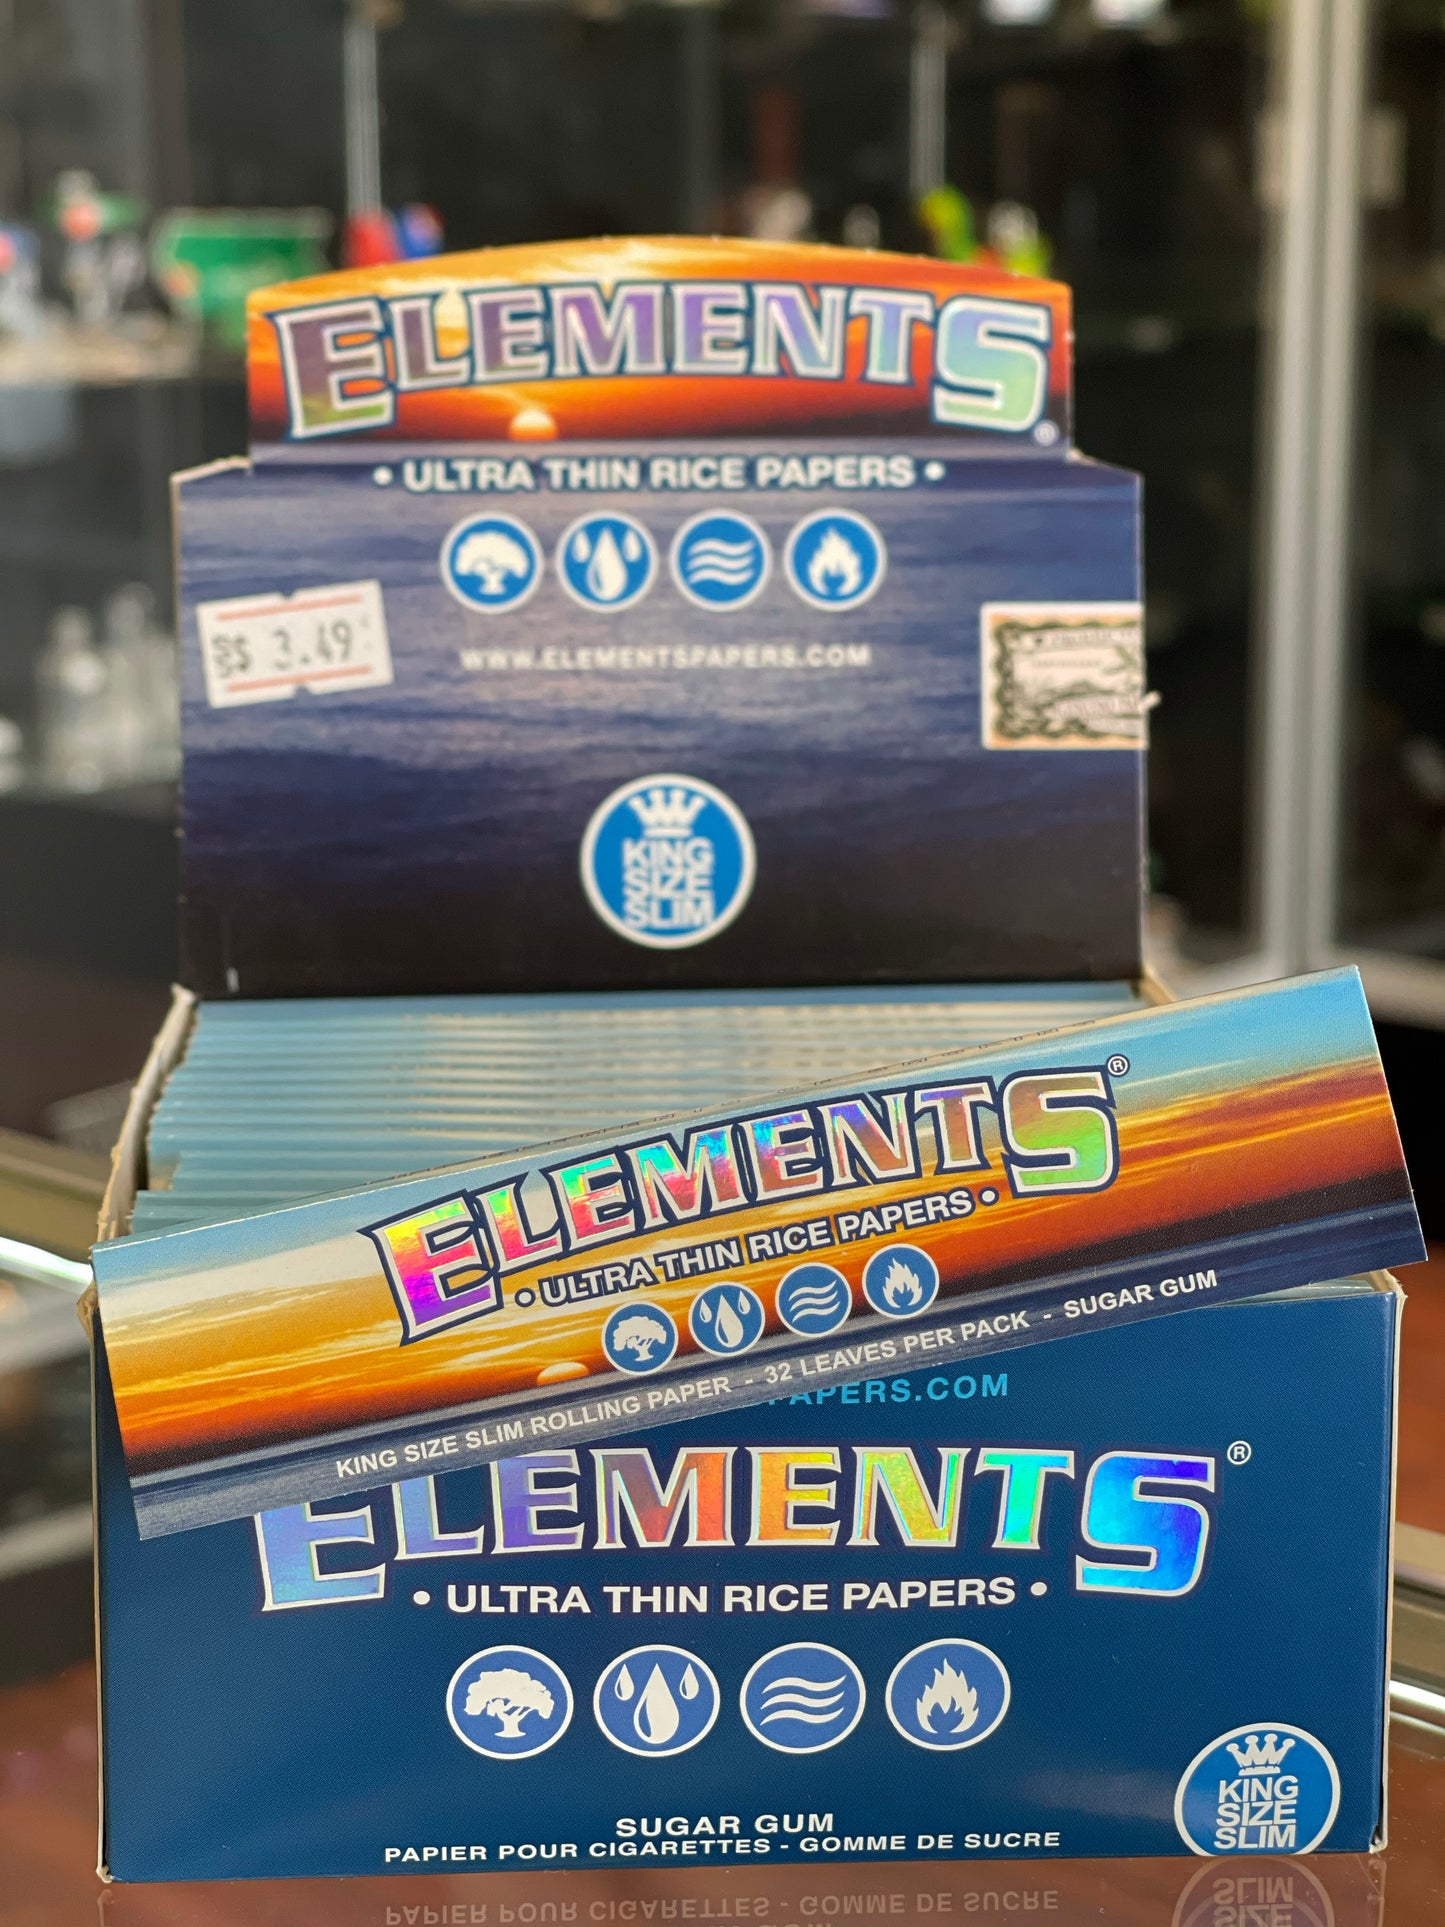 ELEMENTS®
• ULTRA THIN RICE PAPERS •
3.49
WWW.ELEMENTSPAPERS.COM
KING
SIZE
SLIM
ELEMENTS®
• ULTRA THIN RICE PAPERS •
KING SIZE SLIM ROLLING PAPER - 32 LEAVES PER PACK - SUGAR GUM
PAPERS.COM
ELEMENTS®
• ULTRA THIN RICE PAPERS •
KING
SIZE
SLIM
SUGAR GUM
PAPIER POUR CIGARETTES - GOMME DE SUCRE